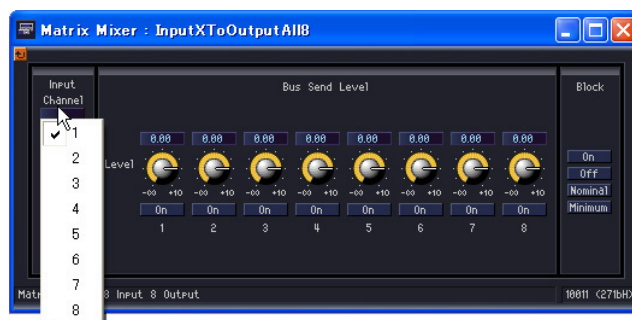 Matrix Mixer : InputXToOutputAll8
Input
Channel
Bus Send Level
Block
1
2
3
4
5
6
7
8
Level
0.00 0.00 0.00 0.00 0.00 0.00 0.00 0.00
-∞ +10 -∞ +10 -∞ +10 -∞ +10 -∞ +10 -∞ +10 -∞ +10 -∞ +10
On On On On On On On On
1 2 3 4 5 6 7 8
On
Off
Nominal
Minimum
8 Input 8 Output
10011 (271bH)